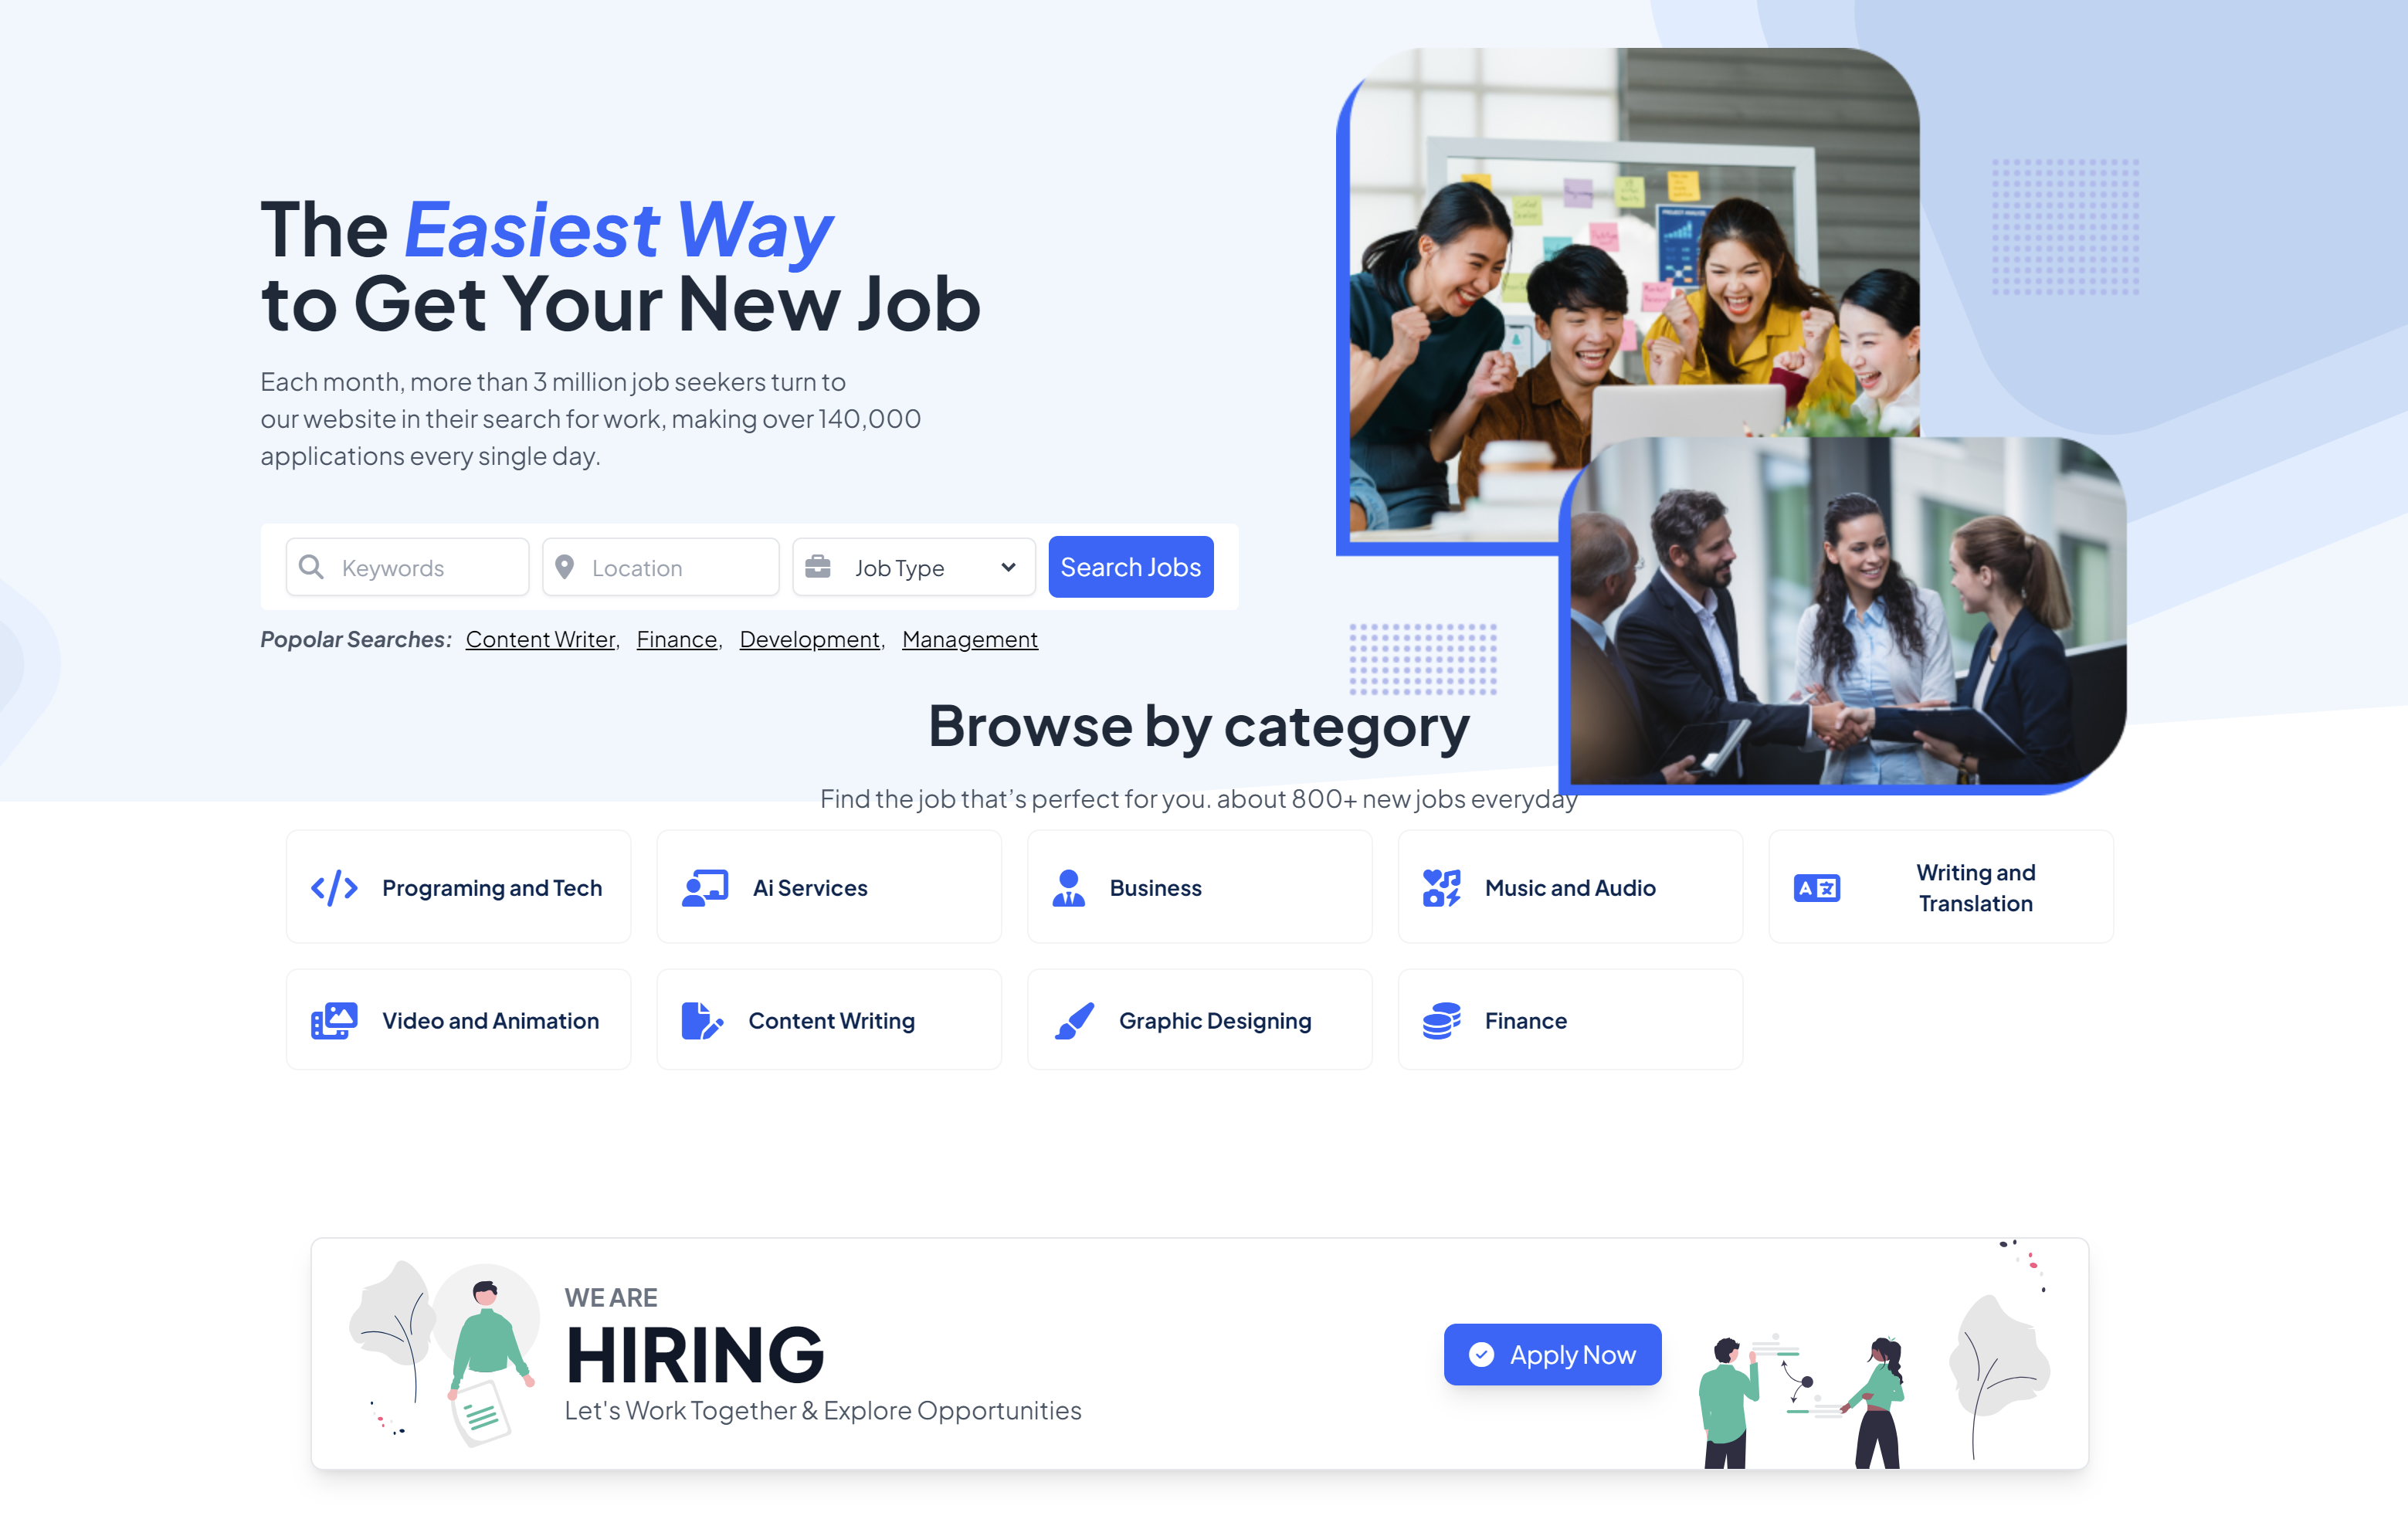 The Easiest Way
to Get Your New Job
Each month, more than 3 million job seekers turn to
our website in their search for work, making over 140,000
applications every single day.
Keywords
Location
Job Type
Search Jobs
Popolar Searches: Content Writer, Finance, Development, Management
Browse by category
Find the job that's perfect for you. about 800+ new jobs everyday
Programing and Tech
Ai Services
Business
Music and Audio
Writing and
Translation
Video and Animation
Content Writing
Graphic Designing
Finance
WE ARE
HIRING
Let's Work Together & Explore Opportunities
Apply Now